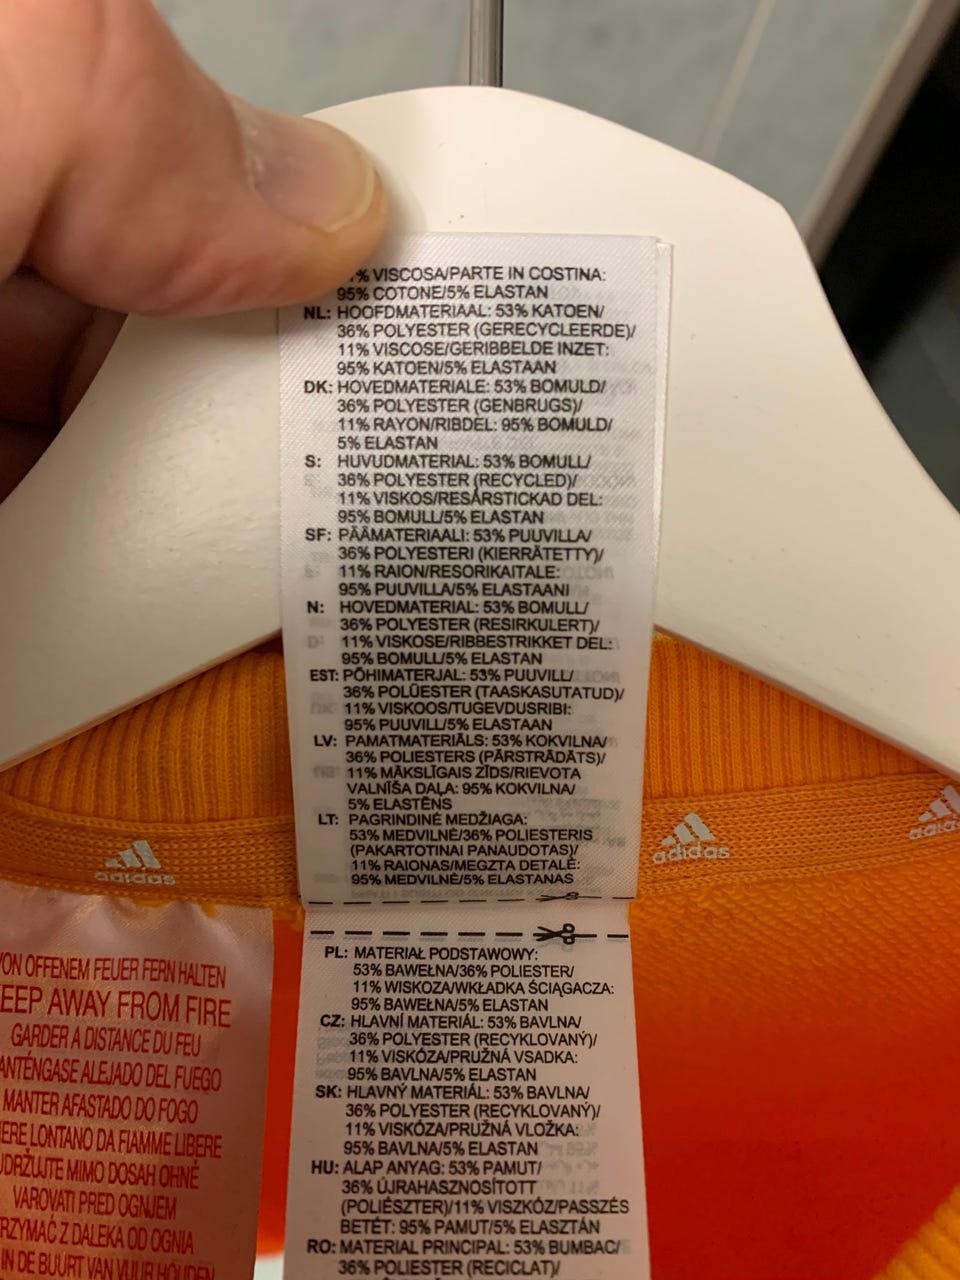 % VISCOSA/PARTE IN COSTINA:
95% COTONE/5% ELASTAN
NL: HOOFDMATERIAAL: 53% KATOEN/
36% POLYESTER (GERECYCLEERDE)/
11% VISCOSE/GERIBBELDE INZET:
95% KATOEN/5% ELASTAAN
DK: HOVEDMATERIALE: 53% BOMULD/
36% POLYESTER (GENBRUGS)/
11% RAYON/RIBDEL: 95% BOMULD/
5% ELASTAN
S: HUVUDMATERIAL: 53% BOMULL/
36% POLYESTER (RECYCLED)/
11% VISKOS/RESÅRSTICKAD DEL:
95% BOMULL/5% ELASTAN
SF: PÄÄMATERIAALI: 53% PUUVILLA/
36% POLYESTERI (KIERRÄTETTY)/
11% RAION/RESORIKAITALE:
95% PUUVILLA/5% ELASTAANI
N: HOVEDMATERIAL: 53% BOMULL/
36% POLYESTER (RESIRKULERT)/
11% VISKOSE/RIBBESTRIKKET DEL:
95% BOMULL/5% ELASTAN
EST: PÕHIMATERJAL: 53% PUUVILL/
36% POLÜESTER (TAASKASUTATUD)/
11% VISKOOS/TUGEVDUSRIBI:
95% PUUVILL/5% ELASTAAN
LV: PAMATMATERIĀLS: 53% KOKVILNA/
36% POLIESTERS (PĀRSTRĀDĀTS)/
11% MĀKSLĪGAIS ZĪDS/RIEVOTA
VALNĪŠA DAĻA: 95% KOKVILNA/
5% ELASTĒNS
LT: PAGRINDINĖ MEDŽIAGA:
53% MEDVILNĖ/36% POLIESTERIS
(PAKARTOTINAI PANAUDOTAS)/
11% RAIONAS/MEGZTA DETALĖ:
95% MEDVILNĖ/5% ELASTANAS
adidas
adidas
adidas
PL: MATERIAŁ PODSTAWOWY:
53% BAWEŁNA/36% POLIESTER/
11% WISKOZA/WKŁADKA ŚCIĄGACZA:
95% BAWEŁNA/5% ELASTAN
CZ: HLAVNÍ MATERIÁL: 53% BAVLNA/
36% POLYESTER (RECYKLOVANÝ)/
11% VISKÓZA/PRUŽNÁ VSADKA:
95% BAVLNA/5% ELASTAN
SK: HLAVNÝ MATERIÁL: 53% BAVLNA/
36% POLYESTER (RECYKLOVANÝ)/
11% VISKÓZA/PRUŽNÁ VLOŽKA:
95% BAVLNA/5% ELASTAN
HU: ALAP ANYAG: 53% PAMUT/
36% ÚJRAHASZNOSÍTOTT
(POLIÉSZTER)/11% VISZKÓZ/PASSZÉS
BETÉT: 95% PAMUT/5% ELASZTÁN
RO: MATERIAL PRINCIPAL: 53% BUMBAC/
36% POLIESTER (RECICLAT)/
VON OFFENEM FEUER FERN HALTEN
KEEP AWAY FROM FIRE
GARDER A DISTANCE DU FEU
MANTÉNGASE ALEJADO DEL FUEGO
MANTER AFASTADO DO FOGO
LONTANO DA FIAMME LIBERE
UDRŽUJTE MIMO DOSAH OHNĚ
VAROVATI PRED OGNJEM
TRZYMAĆ Z DALEKA OD OGNIA
IN DE BUURT VAN VUUR HOUDEN